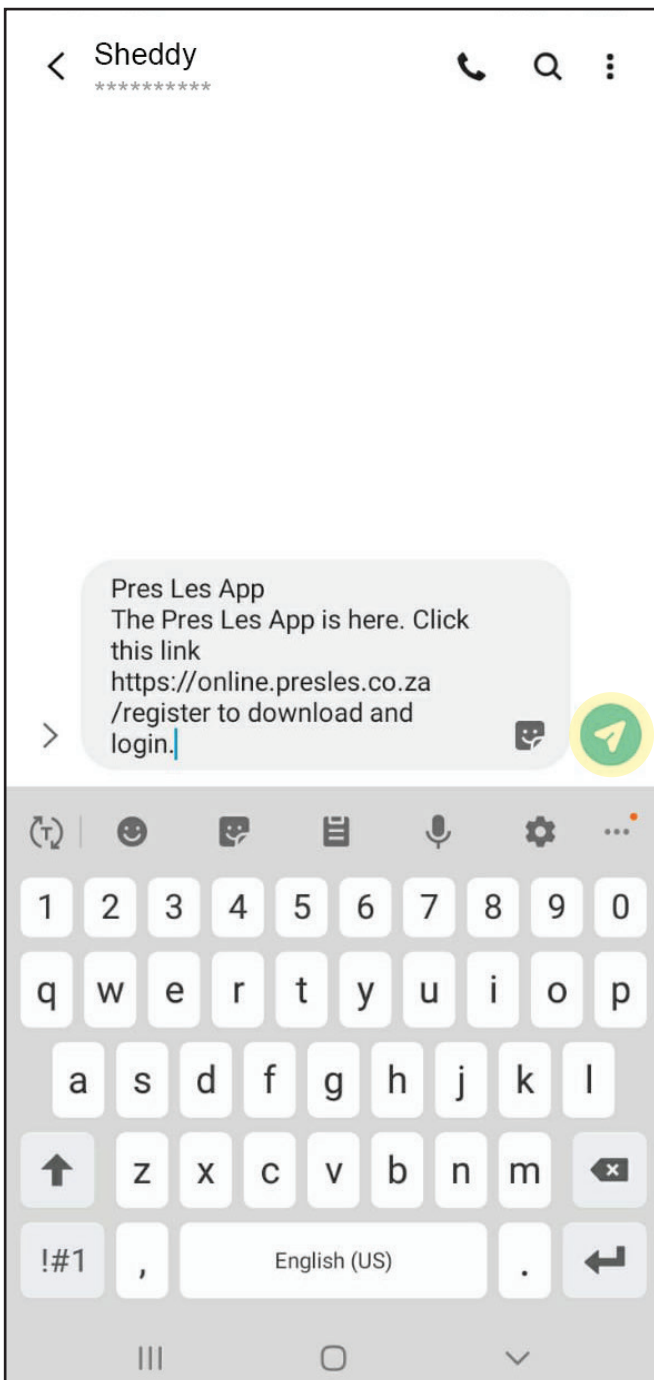 Sheddy
**********
Pres Les App
The Pres Les App is here. Click
this link
https://online.presles.co.za
/register to download and
login.
T
1 2 3 4 5 6 7 8 9 0
q w e r t y u i o p
a s d f g h j k l
z x c v b n m
!#1 , English (US) .